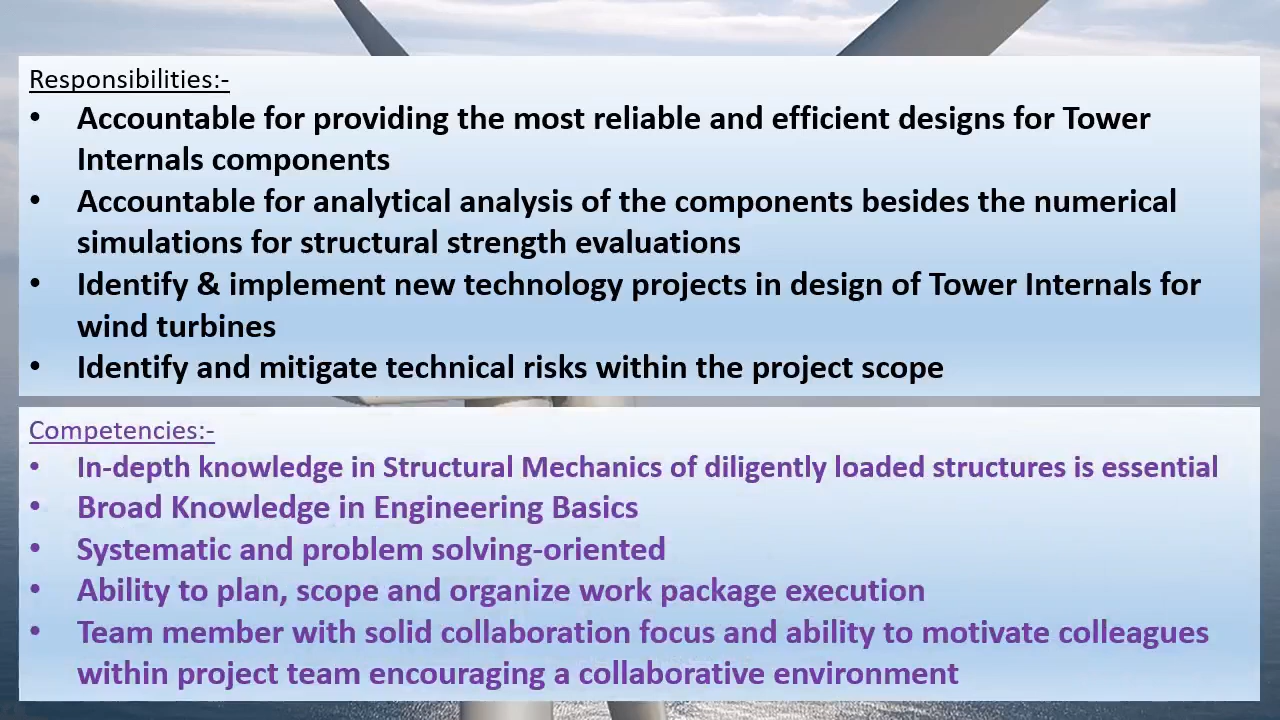 Responsibilities:-
• Accountable for providing the most reliable and efficient designs for Tower
Internals components
• Accountable for analytical analysis of the components besides the numerical
simulations for structural strength evaluations
• Identify & implement new technology projects in design of Tower Internals for
wind turbines
• Identify and mitigate technical risks within the project scope
Competencies:-
• In-depth knowledge in Structural Mechanics of diligently loaded structures is essential
• Broad Knowledge in Engineering Basics
• Systematic and problem solving-oriented
• Ability to plan, scope and organize work package execution
• Team member with solid collaboration focus and ability to motivate colleagues
within project team encouraging a collaborative environment